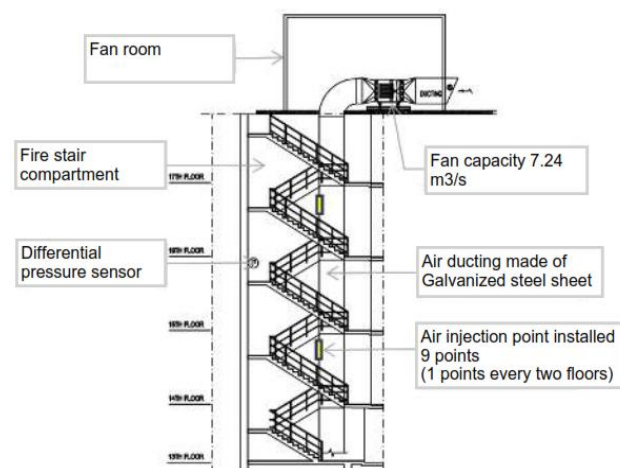 Fan room
DUCTING
Fan capacity 7.24
m3/s
Fire stair
compartment
17TH FLOOR
Differential
pressure sensor
16TH FLOOR
Air ducting made of
Galvanized steel sheet
15TH FLOOR
Air injection point installed
9 points
(1 points every two floors)
14TH FLOOR
13TH FLOOR